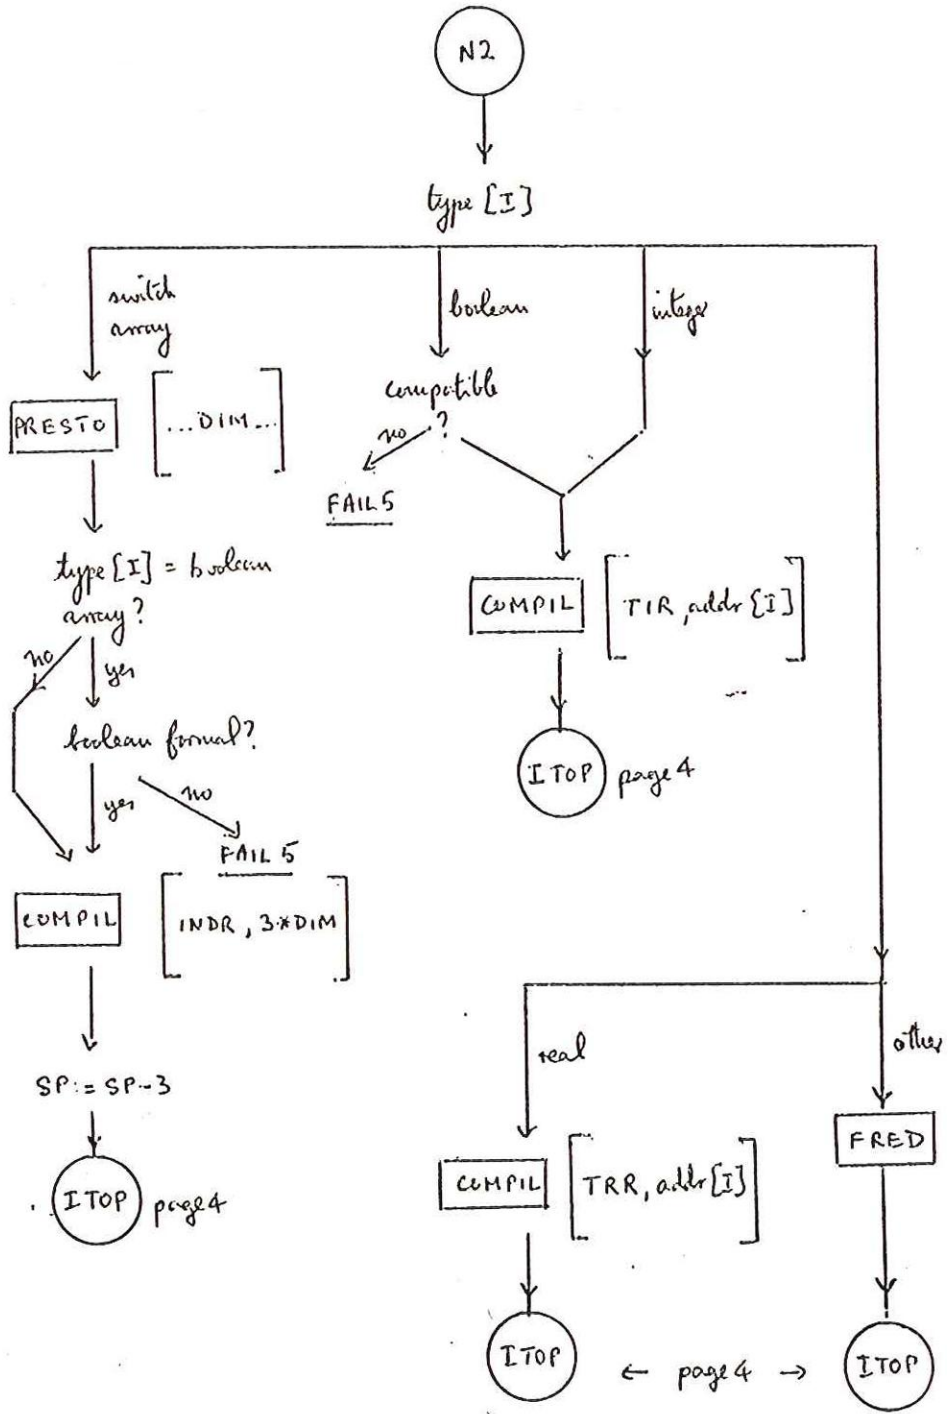 N2
type [I]
switch
array
boolean
integer
PRESTO
[...DIM...]
compatible
?
no
FAIL 5
type [I] = boolean
array?
no
yes
COMPIL
[TIR, addr [I]]
boolean formal?
yes
no
FAIL 5
ITOP
page 4
COMPIL
[INDR, 3*DIM]
real
other
SP := SP-3
FRED
COMPIL
[TRR, addr [I]]
ITOP
page 4
ITOP
← page 4 →
ITOP